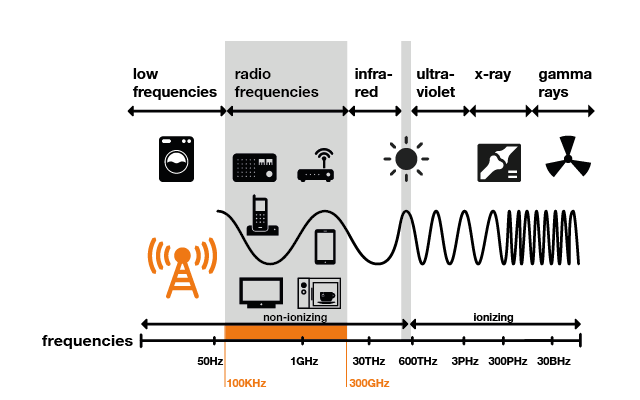 low
frequencies
radio
frequencies
infra-
red
ultra-
violet
x-ray
gamma
rays
non-ionizing
ionizing
frequencies
50Hz
1GHz
30THz
600THz
3PHz
300PHz
30BHz
100KHz
300GHz